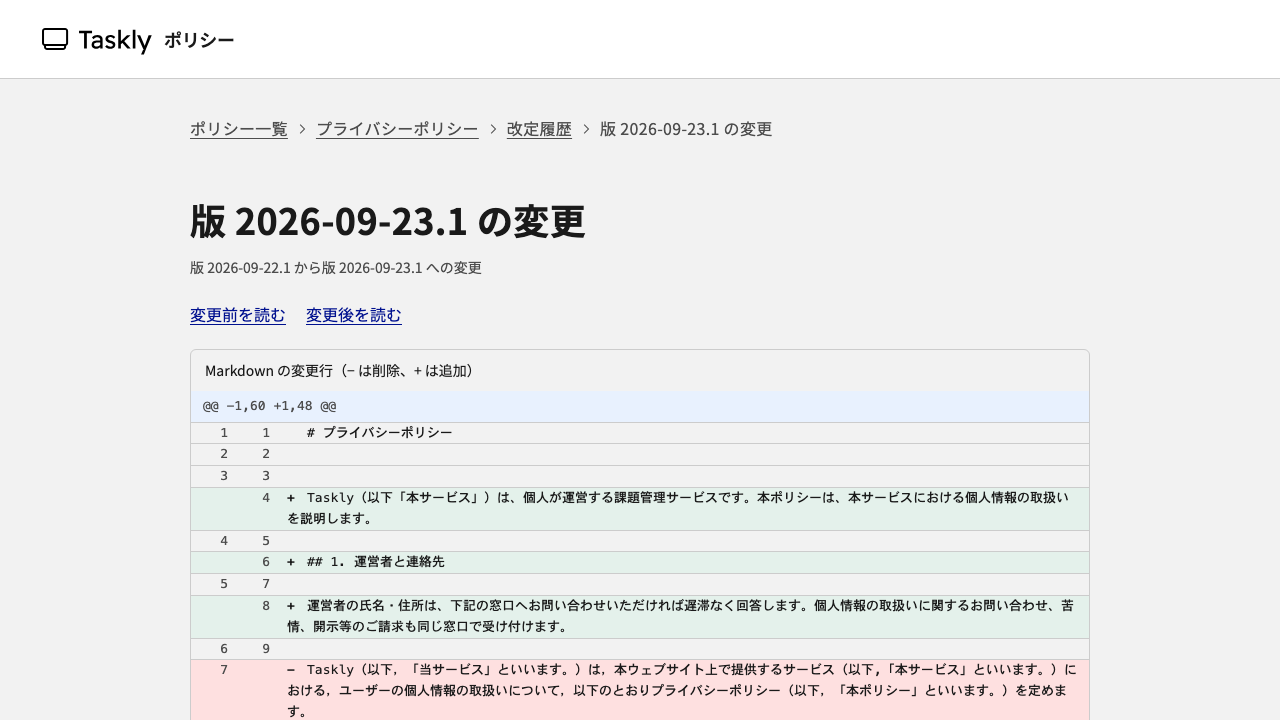 Taskly ポリシー
ポリシー一覧 > プライバシーポリシー > 改定履歴 > 版 2026-09-23.1 の変更
版 2026-09-23.1 の変更
版 2026-09-22.1 から版 2026-09-23.1 への変更
変更前を読む 変更後を読む
Markdown の変更行（− は削除、+ は追加）
@@ −1,60 +1,48 @@
1 1 # プライバシーポリシー
2 2
3 3
4 + Taskly（以下「本サービス」）は、個人が運営する課題管理サービスです。本ポリシーは、本サービスにおける個人情報の取扱い
を説明します。
4 5
6 + ## 1. 運営者と連絡先
5 7
8 + 運営者の氏名・住所は、下記の窓口へお問い合わせいただければ遅滞なく回答します。個人情報の取扱いに関するお問い合わせ、苦
情、開示等のご請求も同じ窓口で受け付けます。
6 9
7 − Taskly（以下，「当サービス」といいます。）は，本ウェブサイト上で提供するサービス（以下,「本サービス」といいます。）に
おける，ユーザーの個人情報の取扱いについて，以下のとおりプライバシーポリシー（以下，「本ポリシー」といいます。）を定めま
す。